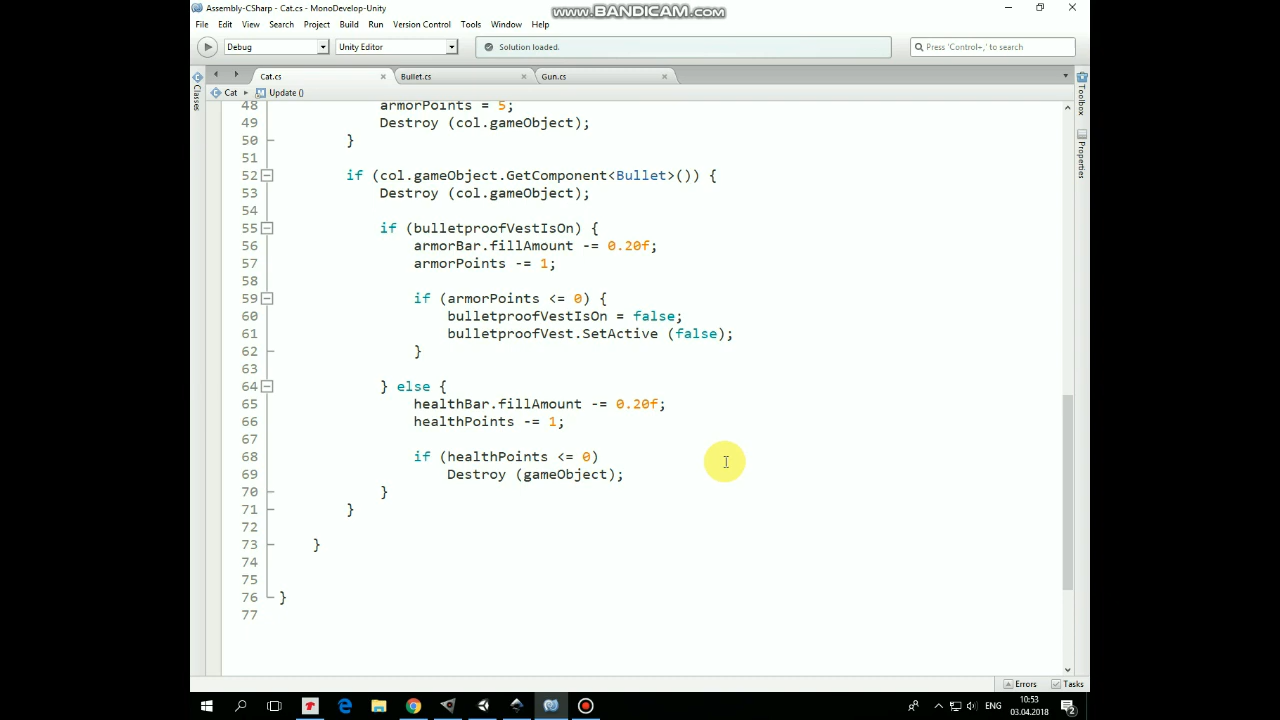 Assembly-CSharp - Cat.cs - MonoDevelop-Unity
www.BANDICAM.com
File Edit View Search Project Build Run Version Control Tools Window Help
Debug Unity Editor Solution loaded. Press 'Control+,' to search
Cat.cs Bullet.cs Gun.cs
Cat Update ()
Classes
Toolbox
Properties
48 armorPoints = 5;
49 Destroy (col.gameObject);
50 }
51
52 if (col.gameObject.GetComponent<Bullet>()) {
53 Destroy (col.gameObject);
54
55 if (bulletproofVestIsOn) {
56 armorBar.fillAmount -= 0.20f;
57 armorPoints -= 1;
58
59 if (armorPoints <= 0) {
60 bulletproofVestIsOn = false;
61 bulletproofVest.SetActive (false);
62 }
63
64 } else {
65 healthBar.fillAmount -= 0.20f;
66 healthPoints -= 1;
67
68 if (healthPoints <= 0)
69 Destroy (gameObject);
70 }
71 }
72
73 }
74
75
76 }
77
Errors Tasks
ENG 10:53
03.04.2018 2